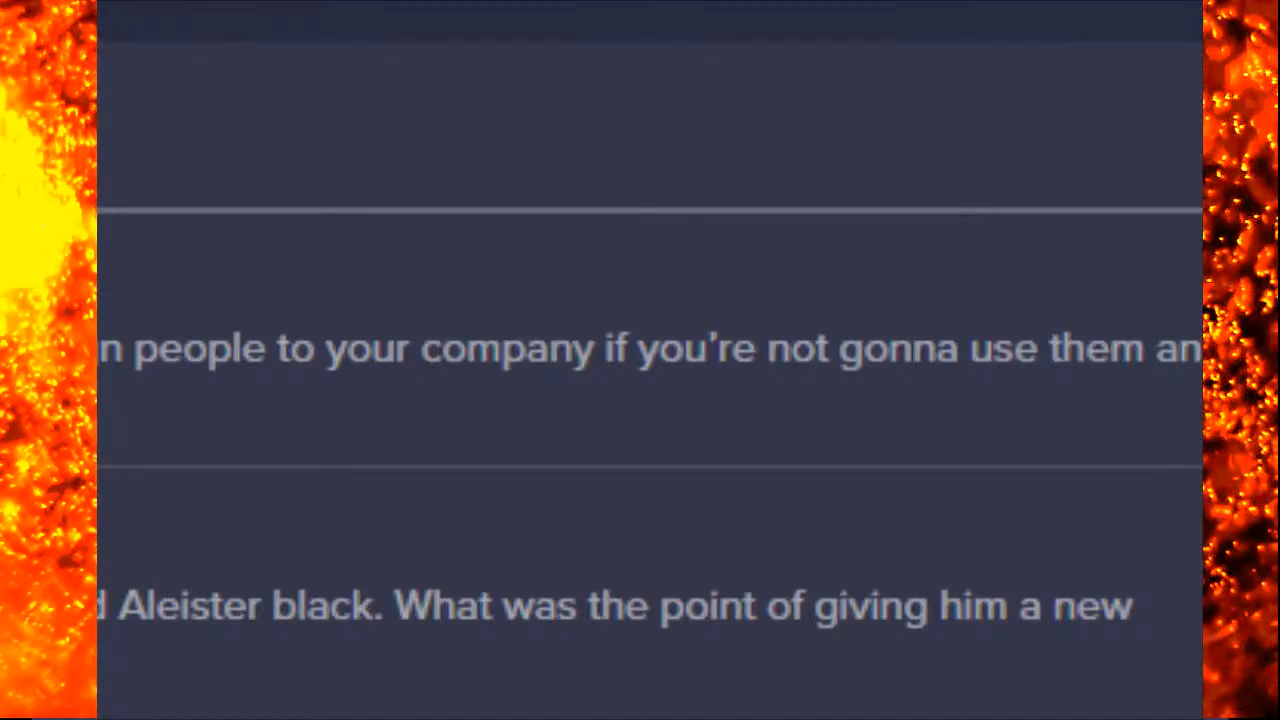 n people to your company if you’re not gonna use them an
d Aleister black. What was the point of giving him a new